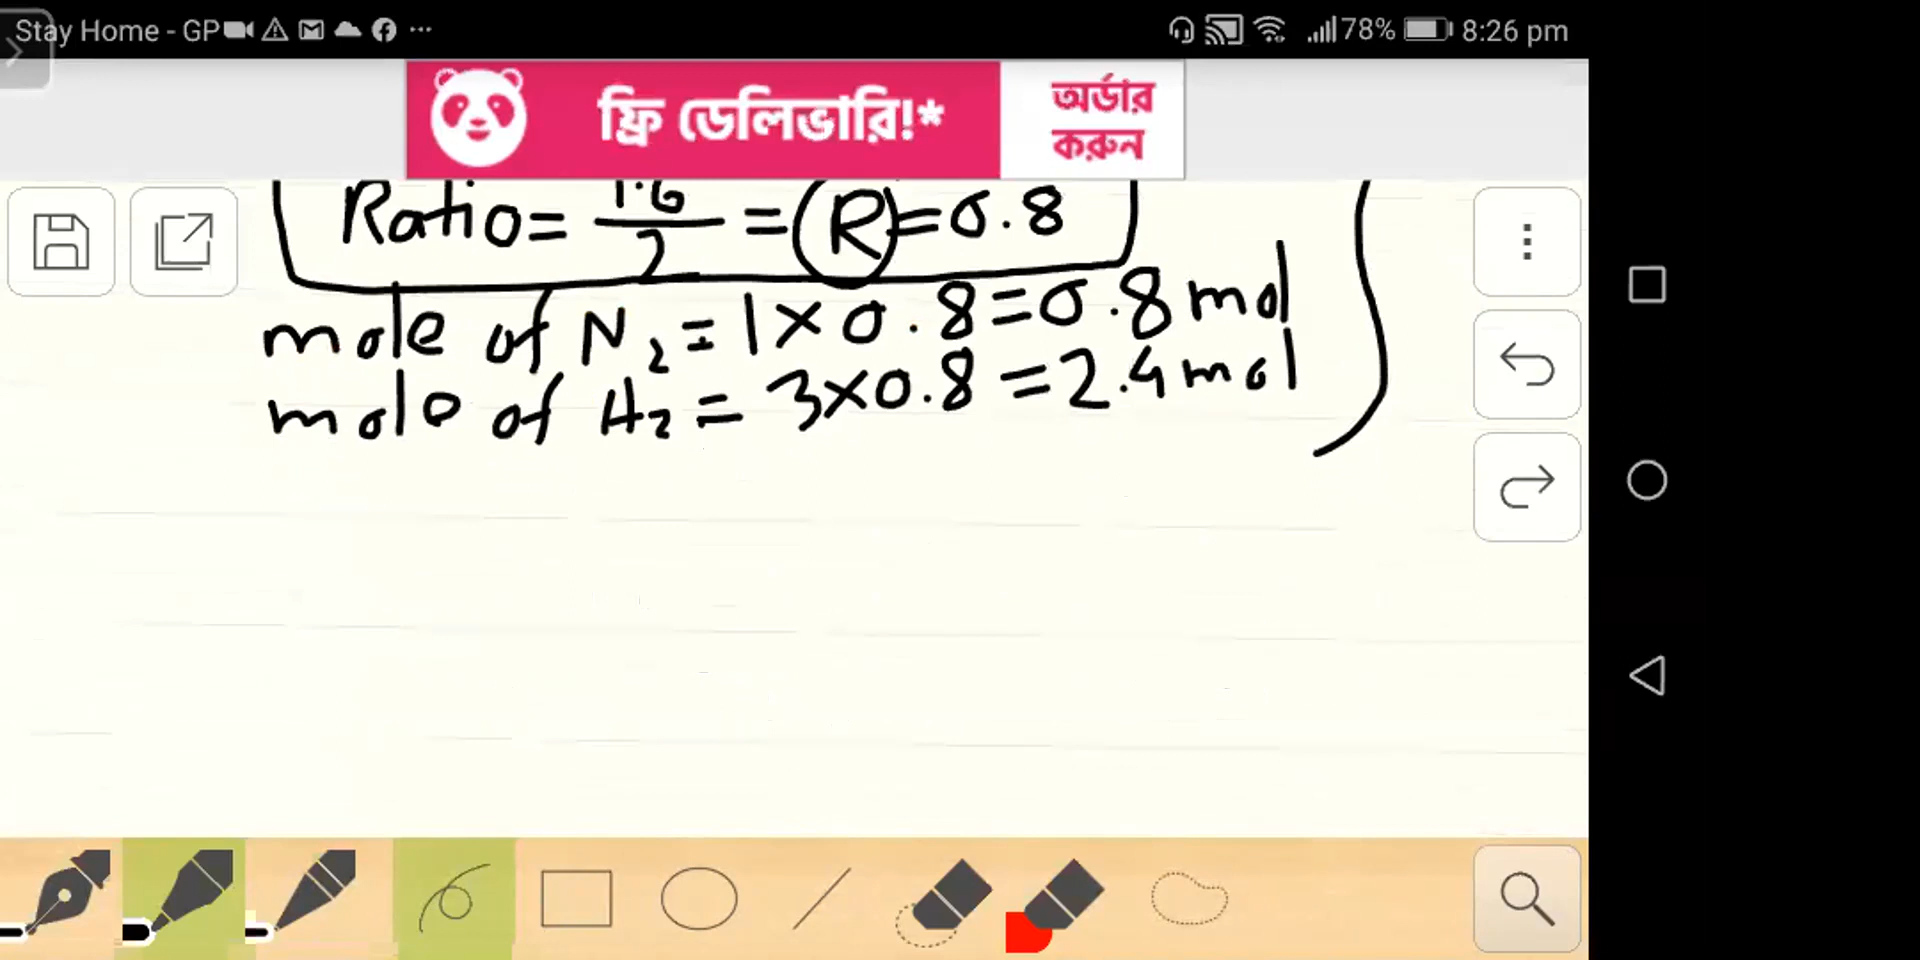 Stay Home - GP 78% 8:26 pm
ফ্রি ডেলিভারি!*
অর্ডার
করুন
Ratio = 1.6/2 = R = 0.8
mole of N₂ = 1 × 0.8 = 0.8 mol
mole of H₂ = 3 × 0.8 = 2.4 mol